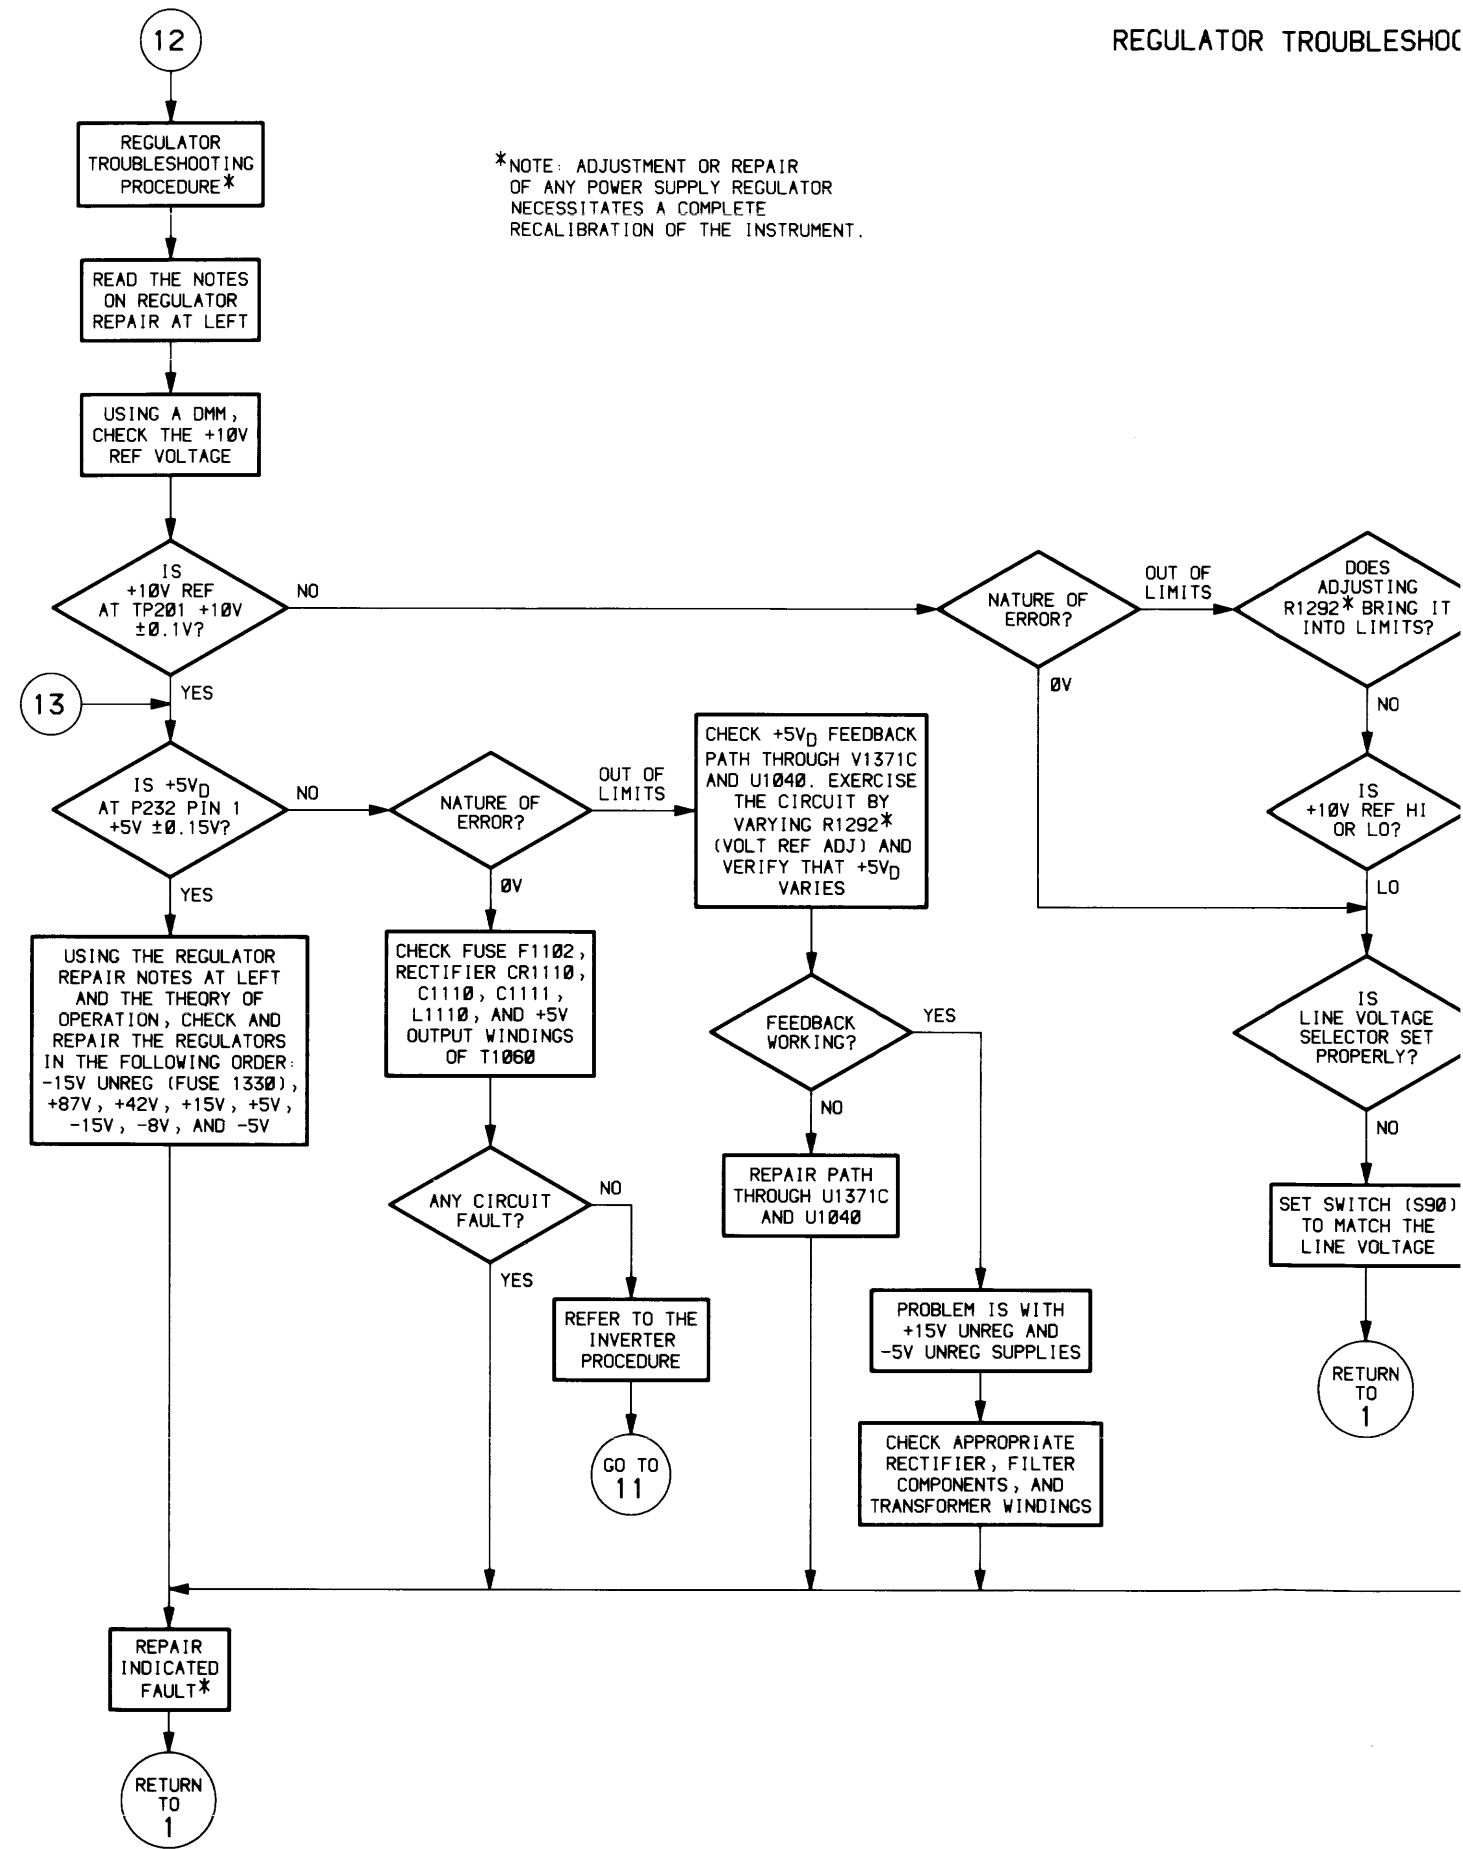 12
REGULATOR TROUBLESHOO
REGULATOR
TROUBLESHOOTING
PROCEDURE*
*NOTE: ADJUSTMENT OR REPAIR
OF ANY POWER SUPPLY REGULATOR
NECESSITATES A COMPLETE
RECALIBRATION OF THE INSTRUMENT.
READ THE NOTES
ON REGULATOR
REPAIR AT LEFT
USING A DMM,
CHECK THE +10V
REF VOLTAGE
IS
+10V REF
AT TP201 +10V
±0.1V?
NO
YES
NATURE OF
ERROR?
OUT OF
LIMITS
0V
DOES
ADJUSTING
R1292* BRING IT
INTO LIMITS?
NO
IS
+10V REF HI
OR LO?
LO
IS
LINE VOLTAGE
SELECTOR SET
PROPERLY?
NO
SET SWITCH (S90)
TO MATCH THE
LINE VOLTAGE
RETURN
TO
1
13
IS +5VD
AT P232 PIN 1
+5V ±0.15V?
NO
YES
NATURE OF
ERROR?
OUT OF
LIMITS
0V
CHECK +5VD FEEDBACK
PATH THROUGH V1371C
AND U1040. EXERCISE
THE CIRCUIT BY
VARYING R1292*
(VOLT REF ADJ) AND
VERIFY THAT +5VD
VARIES
USING THE REGULATOR
REPAIR NOTES AT LEFT
AND THE THEORY OF
OPERATION, CHECK AND
REPAIR THE REGULATORS
IN THE FOLLOWING ORDER:
-15V UNREG (FUSE 1330),
+87V, +42V, +15V, +5V,
-15V, -8V, AND -5V
CHECK FUSE F1102,
RECTIFIER CR1110,
C1110, C1111,
L1110, AND +5V
OUTPUT WINDINGS
OF T1060
FEEDBACK
WORKING?
YES
NO
ANY CIRCUIT
FAULT?
NO
YES
REPAIR PATH
THROUGH U1371C
AND U1040
REFER TO THE
INVERTER
PROCEDURE
GO TO
11
PROBLEM IS WITH
+15V UNREG AND
-5V UNREG SUPPLIES
CHECK APPROPRIATE
RECTIFIER, FILTER
COMPONENTS, AND
TRANSFORMER WINDINGS
REPAIR
INDICATED
FAULT*
RETURN
TO
1